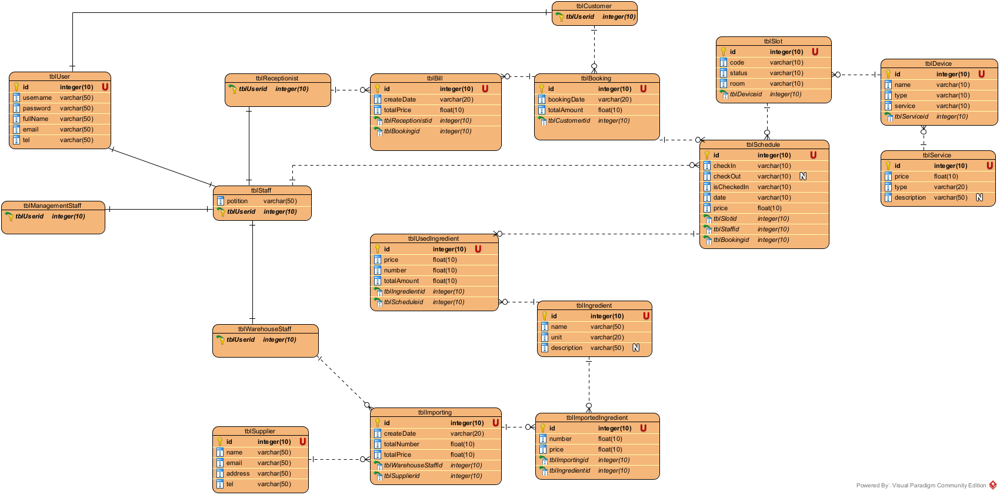 tblCustomer
tblUserid integer(10)
tblSlot
id integer(10) U
code varchar(10)
status varchar(10)
room varchar(10)
tblDeviceid integer(10)
tblDevice
id integer(10) U
name varchar(10)
type varchar(10)
service varchar(10)
tblServiceid integer(10)
tblUser
id integer(10) U
username varchar(50)
password varchar(50)
fullName varchar(50)
email varchar(50)
tel varchar(50)
tblReceptionist
tblUserid integer(10)
tblBill
id integer(10) U
createDate varchar(20)
totalPrice float(10)
tblReceptionistid integer(10)
tblBookingid integer(10)
tblBooking
id integer(10) U
bookingDate varchar(20)
totalAmount float(10)
tblCustomertid integer(10)
tblSchedule
id integer(10) U
checkIn varchar(10)
checkOut varchar(10) N
isCheckedIn varchar(10)
date varchar(10)
price float(10)
tblSlotid integer(10)
tblStaffid integer(10)
tblBookingid integer(10)
tblService
id integer(10) U
price float(10)
type varchar(20)
description varchar(50) N
tblStaff
potition varchar(50)
tblUserid integer(10)
tblManagementStaff
tblUserid integer(10)
tblUsedIngredient
id integer(10) U
price float(10)
number float(10)
totalAmount float(10)
tblIngredientid integer(10)
tblScheduleid integer(10)
tblIngredient
id integer(10) U
name varchar(50)
unit varchar(20)
description varchar(50) N
tblWarehouseStaff
tblUserid integer(10)
tblImporting
id integer(10) U
createDate varchar(20)
totalNumber float(10)
totalPrice float(10)
tblWarehouseStaffid integer(10)
tblSupplierid integer(10)
tblImportedIngredient
id integer(10) U
number float(10)
price float(10)
tblImportingid integer(10)
tblIngredientid integer(10)
tblSupplier
id integer(10) U
name varchar(50)
email varchar(50)
address varchar(50)
tel varchar(50)
Powered By Visual Paradigm Community Edition